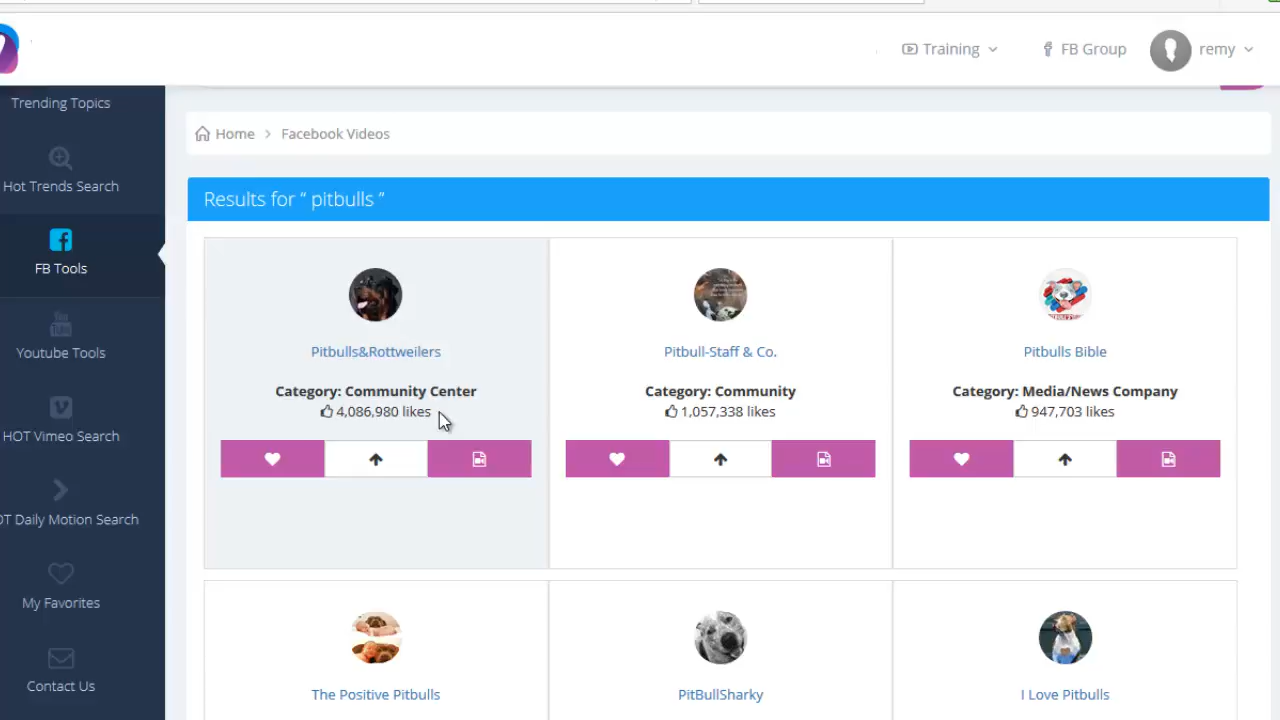 Training
FB Group
remy
Trending Topics
Hot Trends Search
FB Tools
Youtube Tools
HOT Vimeo Search
OT Daily Motion Search
My Favorites
Contact Us
Home > Facebook Videos
Results for “ pitbulls ”
Pitbulls&Rottweilers
Category: Community Center
4,086,980 likes
Pitbull-Staff & Co.
Category: Community
1,057,338 likes
Pitbulls Bible
Category: Media/News Company
947,703 likes
The Positive Pitbulls
PitBullSharky
I Love Pitbulls